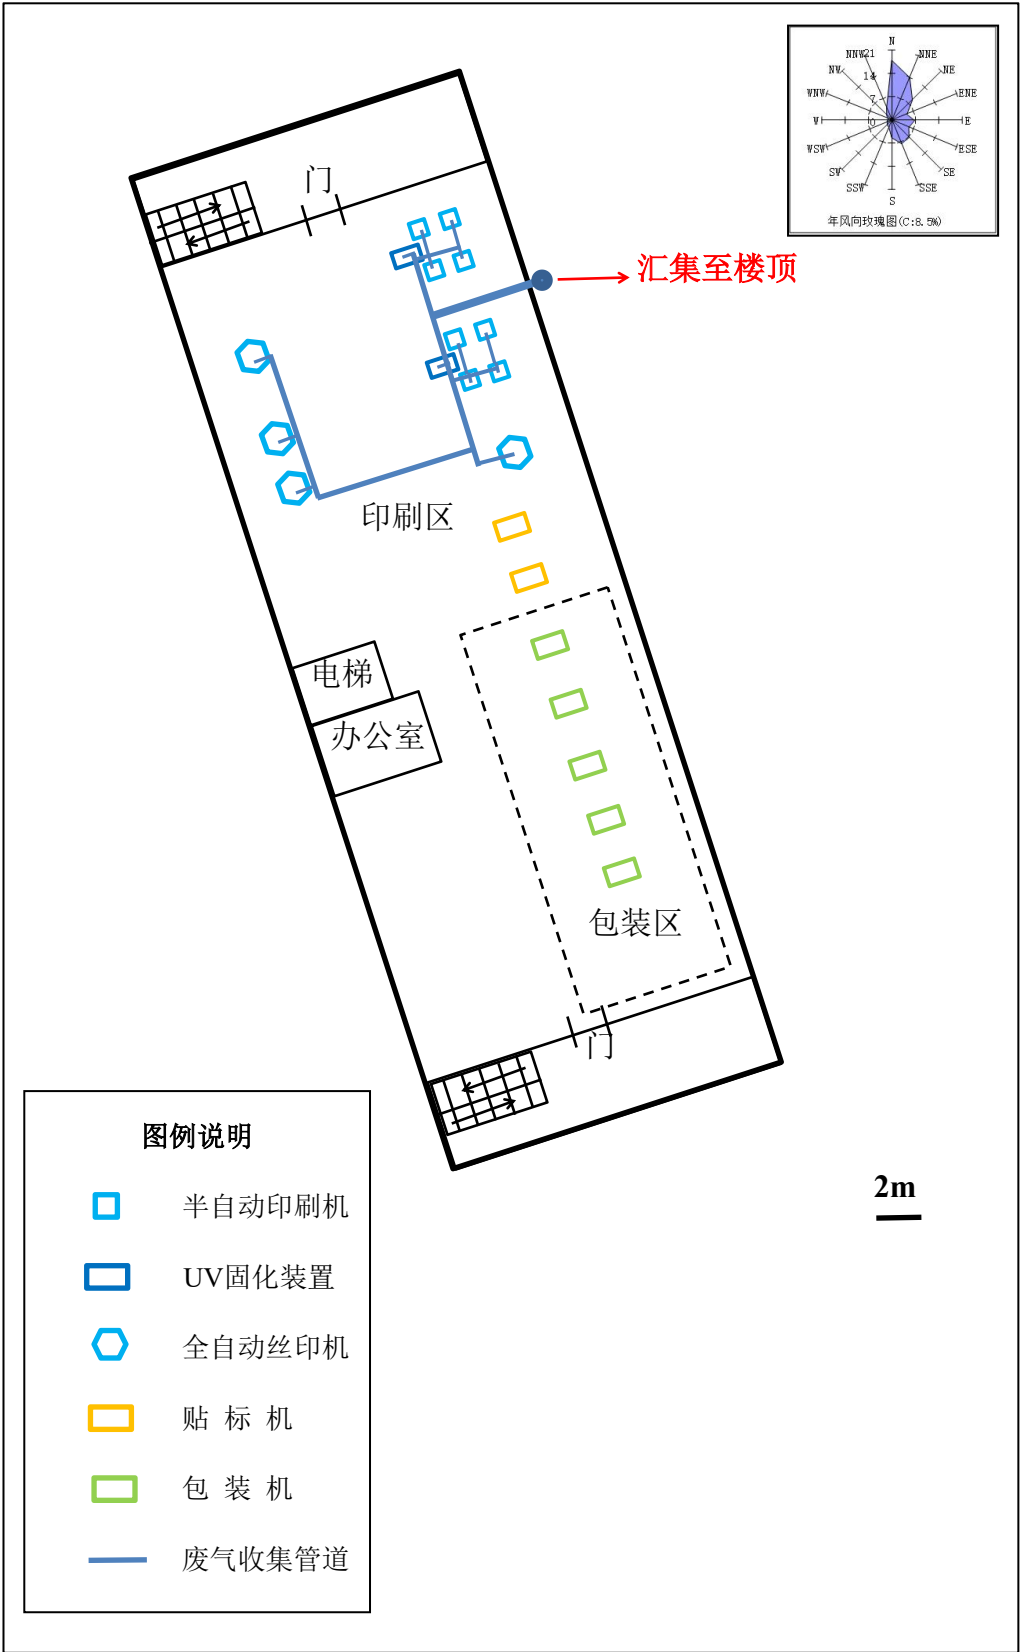 N
NNW
21
NNE
NW
14
NE
WNW
7
ENE
W
0
E
WSW
ESE
SW
SE
SSW
SSE
S
年风向玫瑰图(C:8.5%)
门
汇集至楼顶
印刷区
电梯
办公室
包装区
门
图例说明
半自动印刷机
UV固化装置
全自动丝印机
贴 标 机
包 装 机
废气收集管道
2m